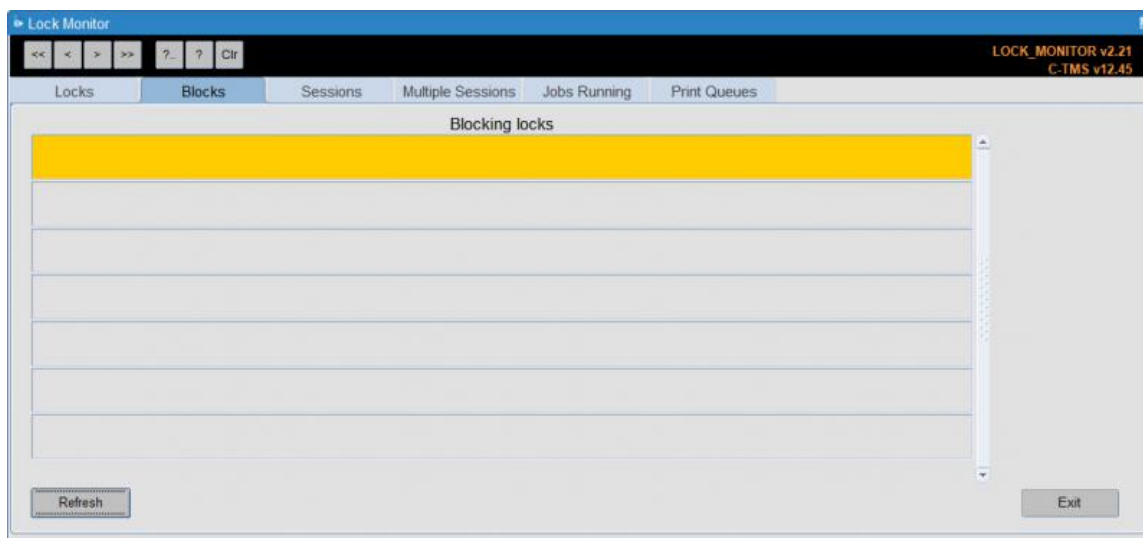 Lock Monitor
<< < > >> ?_ ? Clr
LOCK_MONITOR v2.21
C-TMS v12.45
Locks Blocks Sessions Multiple Sessions Jobs Running Print Queues
Blocking locks
Refresh Exit